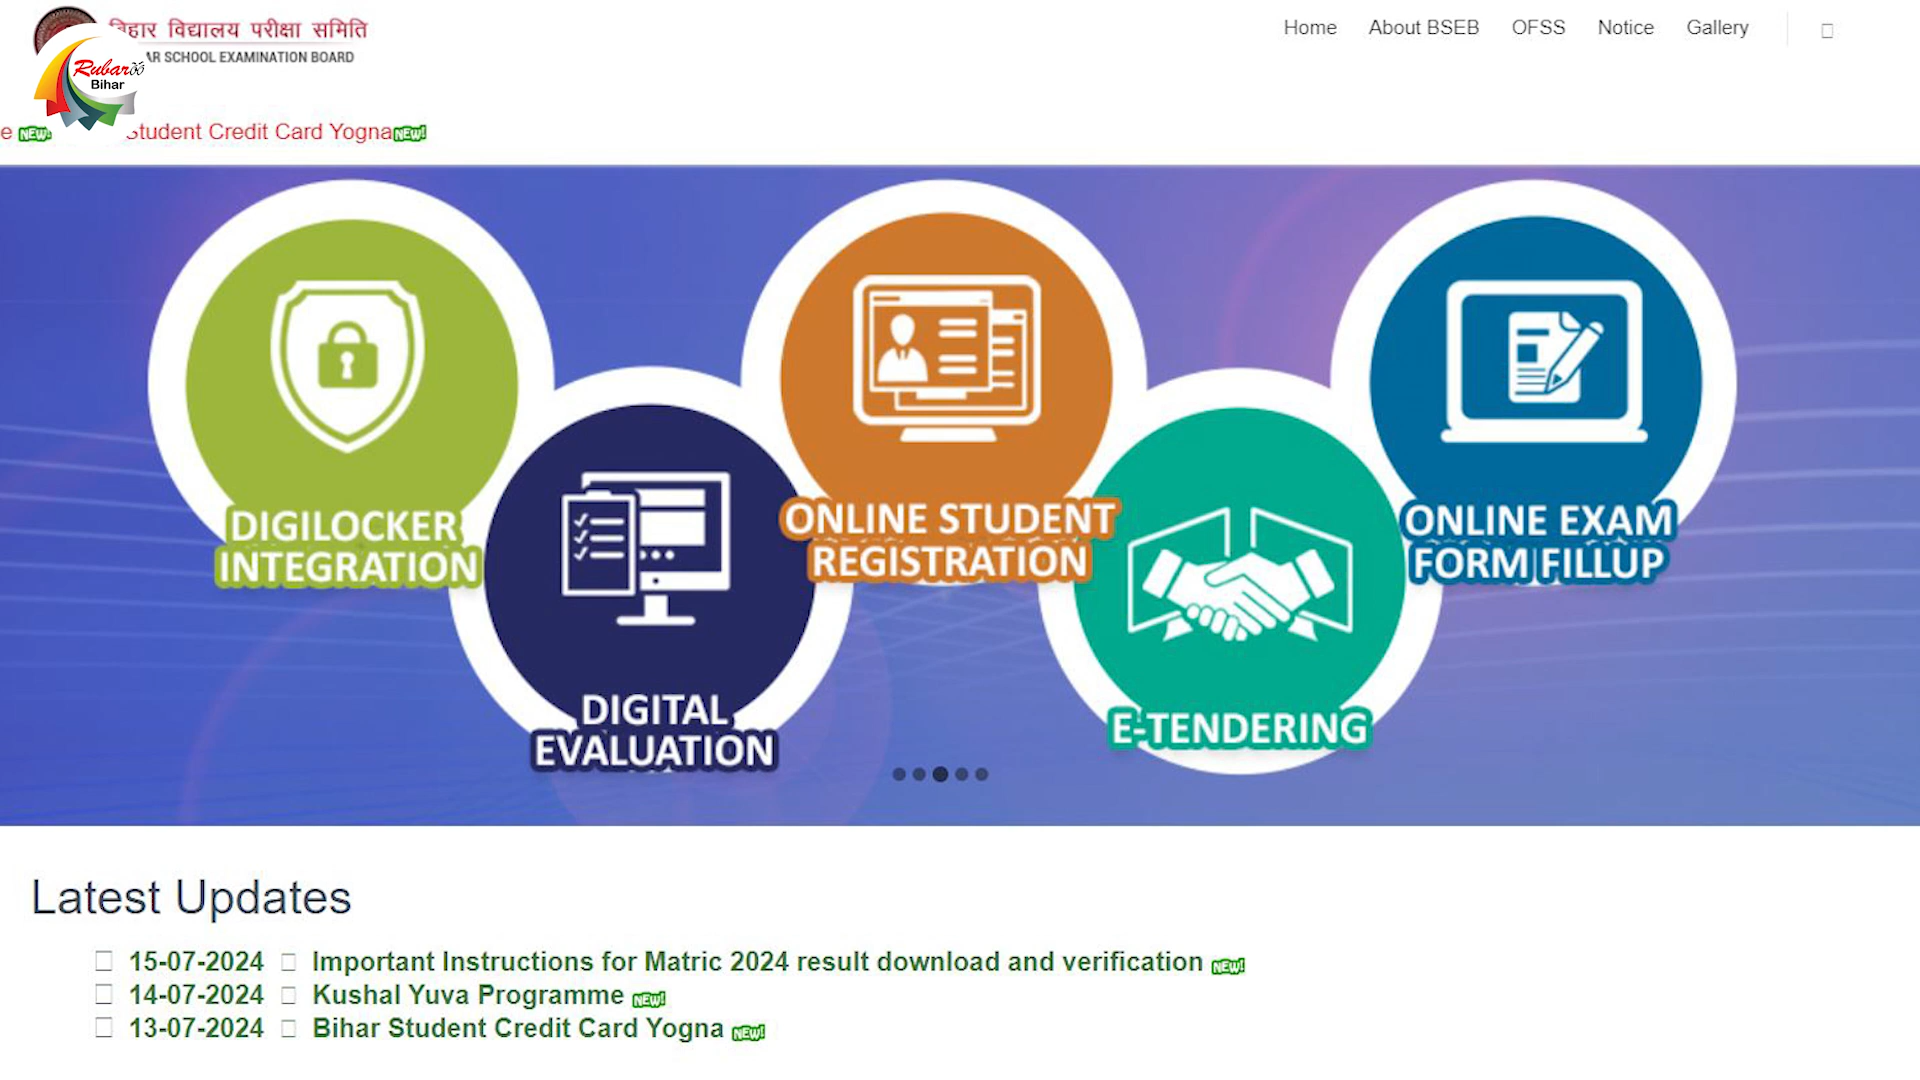 बिहार विद्यालय परीक्षा समिति
AR SCHOOL EXAMINATION BOARD
Rubaroo
Bihar
Home About BSEB OFSS Notice Gallery
e NEW! Student Credit Card Yogna NEW!
DIGILOCKER
INTEGRATION
DIGITAL
EVALUATION
ONLINE STUDENT
REGISTRATION
E-TENDERING
ONLINE EXAM
FORM FILLUP
Latest Updates
15-07-2024 Important Instructions for Matric 2024 result download and verification NEW!
14-07-2024 Kushal Yuva Programme NEW!
13-07-2024 Bihar Student Credit Card Yogna NEW!